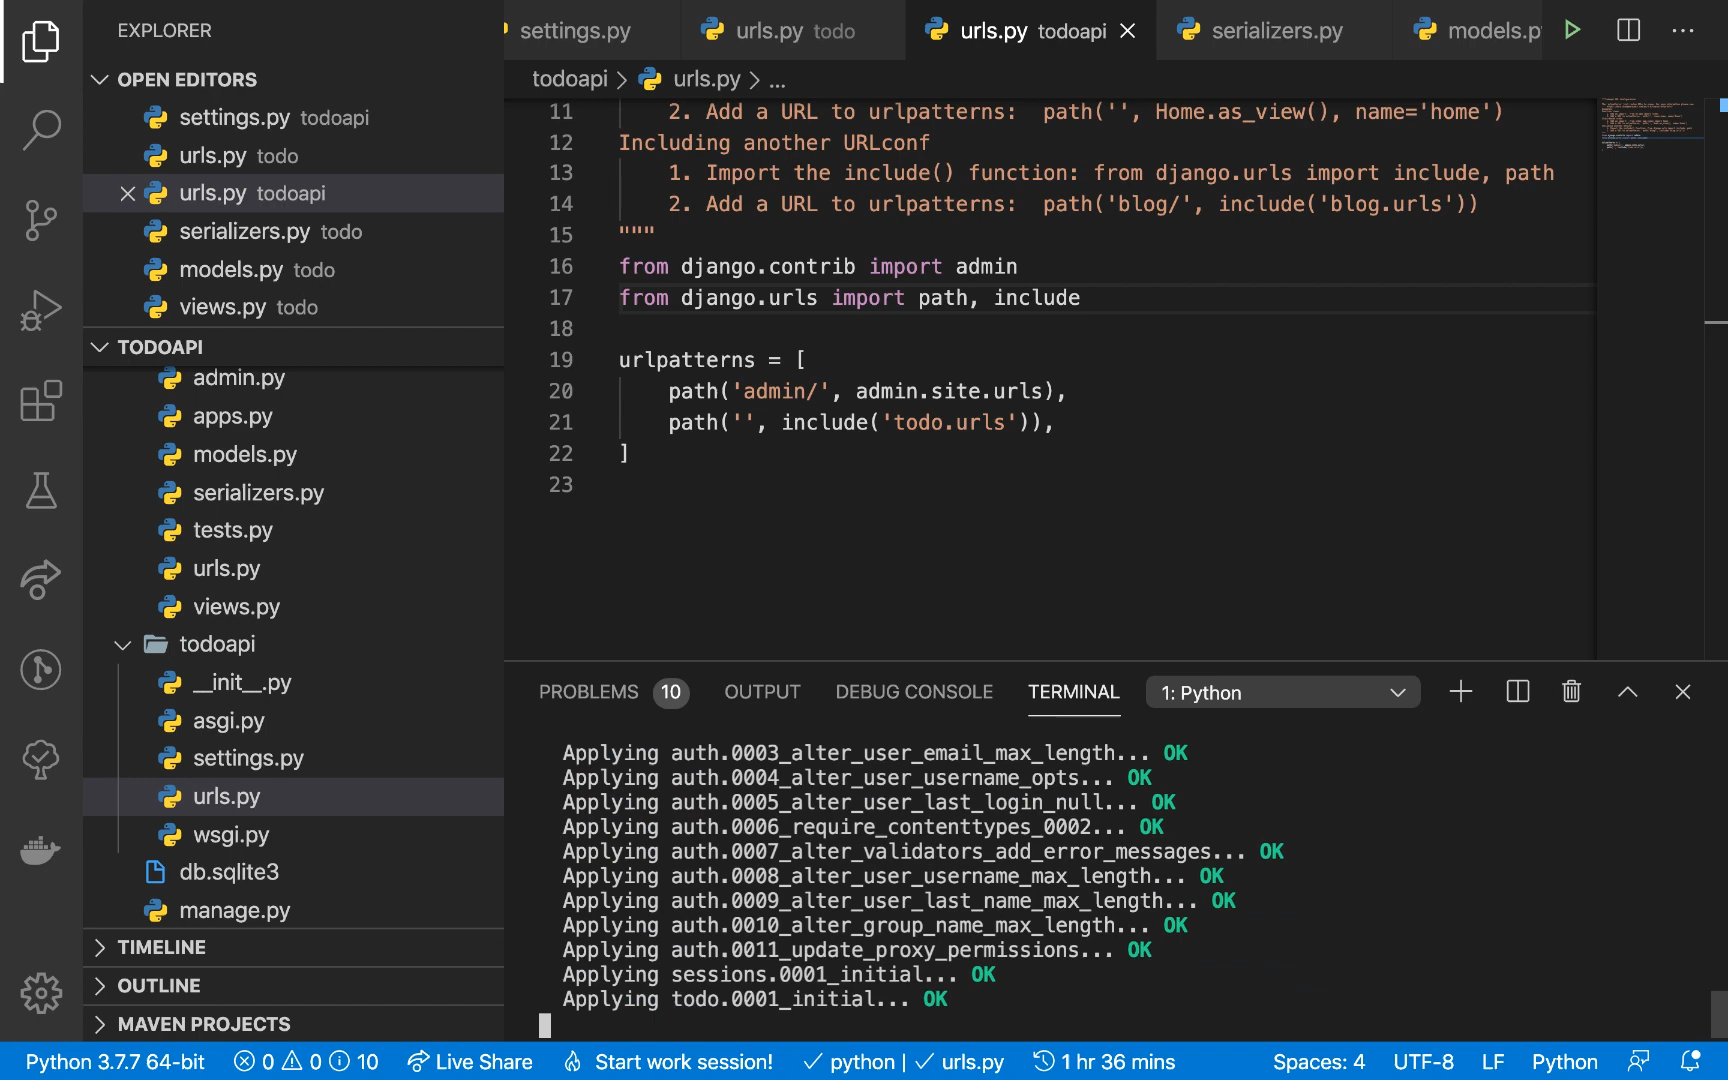 EXPLORER
OPEN EDITORS
settings.py todoapi
urls.py todo
urls.py todoapi
serializers.py todo
models.py todo
views.py todo
TODOAPI
admin.py
apps.py
models.py
serializers.py
tests.py
urls.py
views.py
todoapi
__init__.py
asgi.py
settings.py
urls.py
wsgi.py
db.sqlite3
manage.py
TIMELINE
OUTLINE
MAVEN PROJECTS
settings.py urls.py todo urls.py todoapi serializers.py models.py
todoapi > urls.py > ...
11 2. Add a URL to urlpatterns:  path('', Home.as_view(), name='home')
12 Including another URLconf
13 1. Import the include() function: from django.urls import include, path
14 2. Add a URL to urlpatterns:  path('blog/', include('blog.urls'))
15 """
16 from django.contrib import admin
17 from django.urls import path, include
18
19 urlpatterns = [
20 path('admin/', admin.site.urls),
21 path('', include('todo.urls')),
22 ]
23
PROBLEMS 10 OUTPUT DEBUG CONSOLE TERMINAL 1: Python
Applying auth.0003_alter_user_email_max_length... OK
Applying auth.0004_alter_user_username_opts... OK
Applying auth.0005_alter_user_last_login_null... OK
Applying auth.0006_require_contenttypes_0002... OK
Applying auth.0007_alter_validators_add_error_messages... OK
Applying auth.0008_alter_user_username_max_length... OK
Applying auth.0009_alter_user_last_name_max_length... OK
Applying auth.0010_alter_group_name_max_length... OK
Applying auth.0011_update_proxy_permissions... OK
Applying sessions.0001_initial... OK
Applying todo.0001_initial... OK
Python 3.7.7 64-bit 0 0 10 Live Share Start work session! python | urls.py 1 hr 36 mins Spaces: 4 UTF-8 LF Python